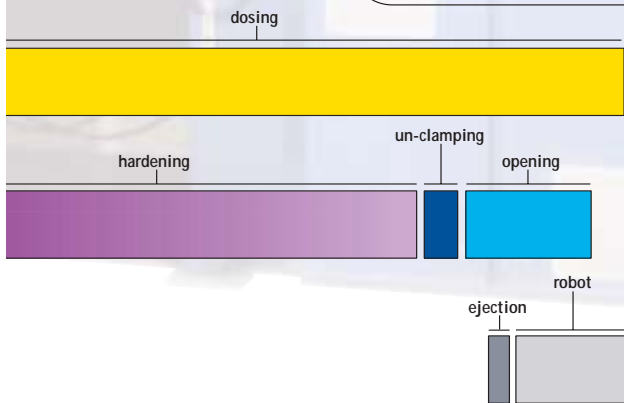 dosing
un-clamping
hardening
opening
robot
ejection